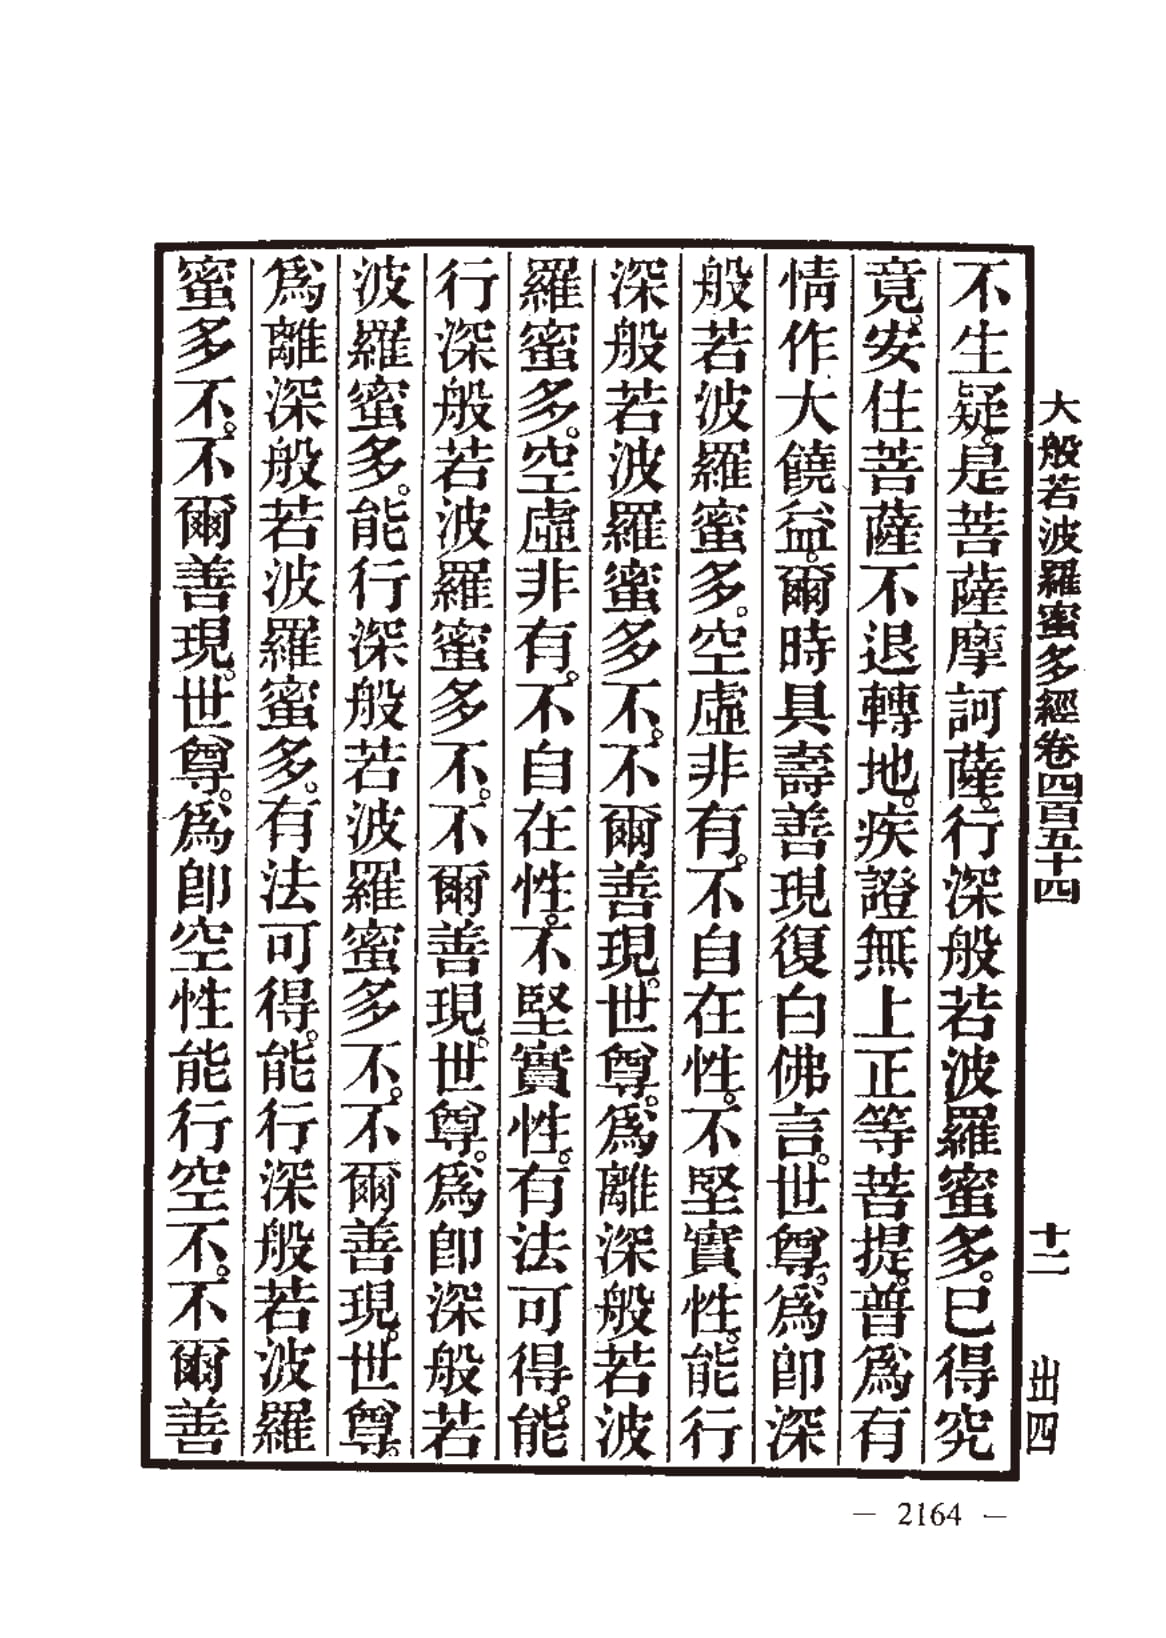 大般若波羅蜜多經卷四百五十四　十二　出四
不生疑。是菩薩摩訶薩。行深般若波羅蜜多。已得究
竟。安住菩薩不退轉地。疾證無上正等菩提。普爲有
情作大饒益。爾時具壽善現復白佛言。世尊。爲卽深
般若波羅蜜多。空虛非有。不自在性。不堅實性。能行
深般若波羅蜜多不。不爾善現。世尊。爲離深般若波
羅蜜多。空虛非有。不自在性。不堅實性。有法可得。能
行深般若波羅蜜多不。不爾善現。世尊。爲卽深般若
波羅蜜多。能行深般若波羅蜜多不。不爾善現。世尊。
爲離深般若波羅蜜多。有法可得。能行深般若波羅
蜜多不。不爾善現。世尊。爲卽空性能行空不。不爾善
— 2164 —